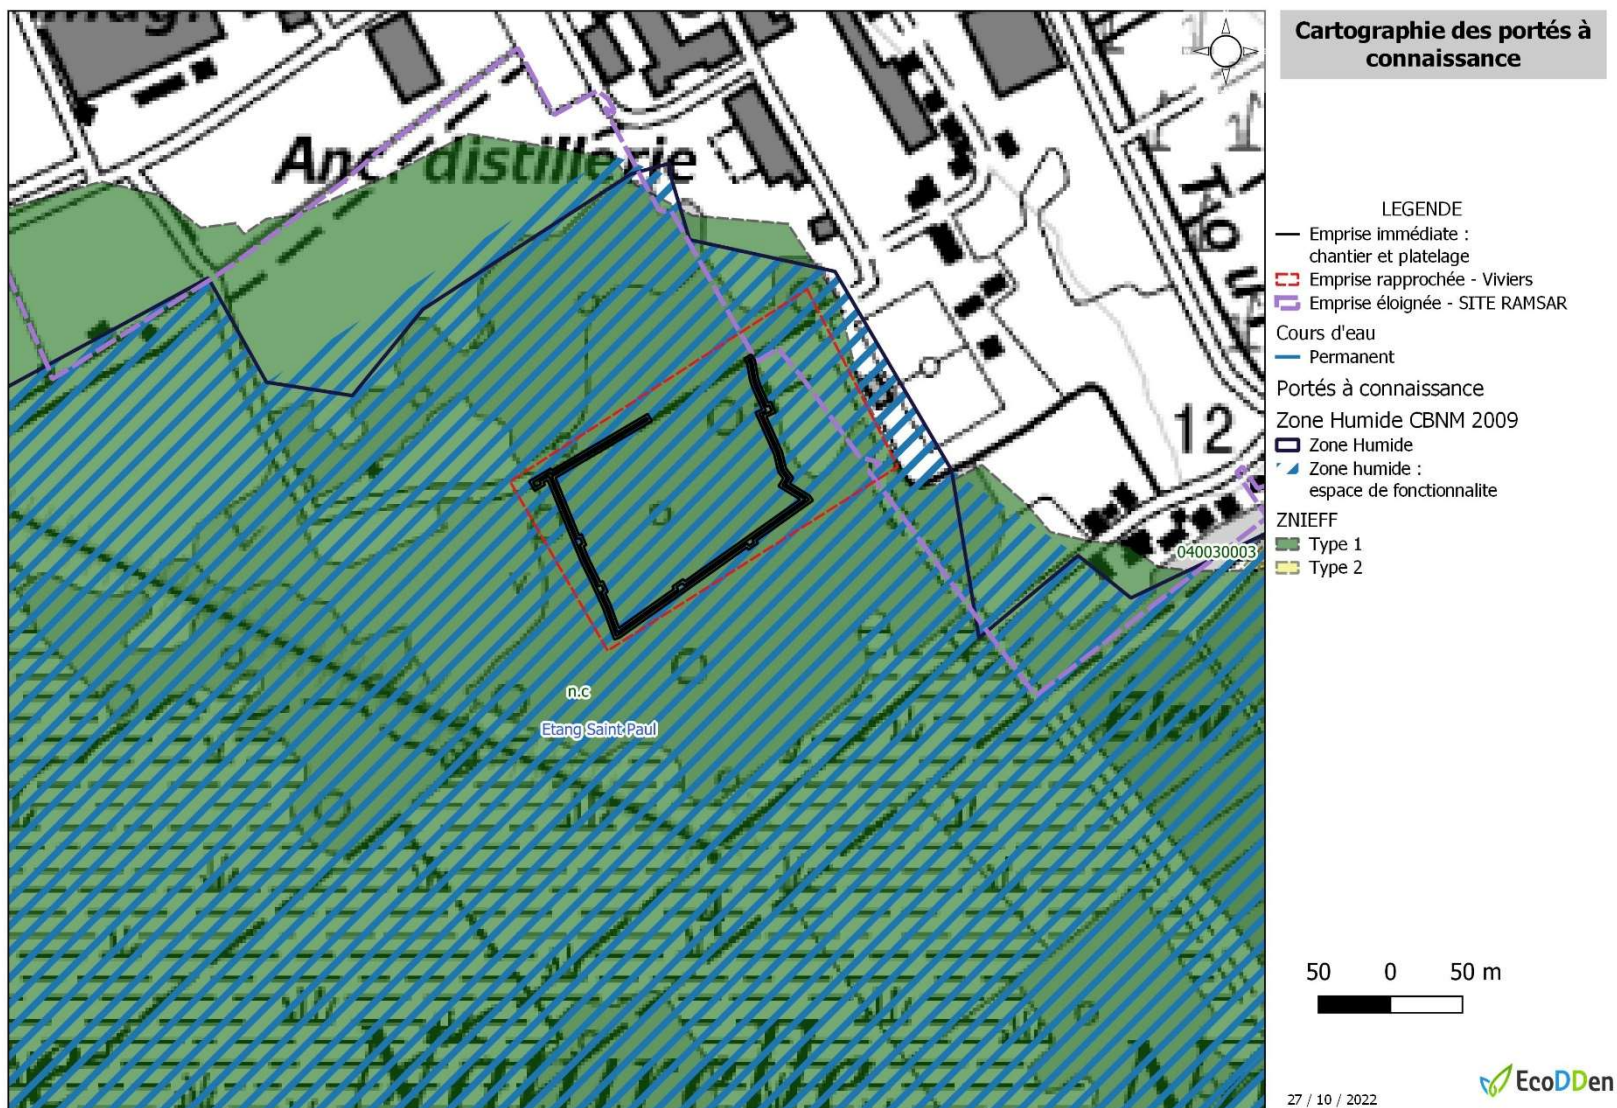 Cartographie des portés à
connaissance
Anc. distillerie
12
040030003
n.c
Etang Saint Paul
LEGENDE
Emprise immédiate :
chantier et platelage
Emprise rapprochée - Viviers
Emprise éloignée - SITE RAMSAR
Cours d'eau
Permanent
Portés à connaissance
Zone Humide CBNM 2009
Zone Humide
Zone humide :
espace de fonctionnalite
ZNIEFF
Type 1
Type 2
50 0 50 m
EcoDDen
27 / 10 / 2022